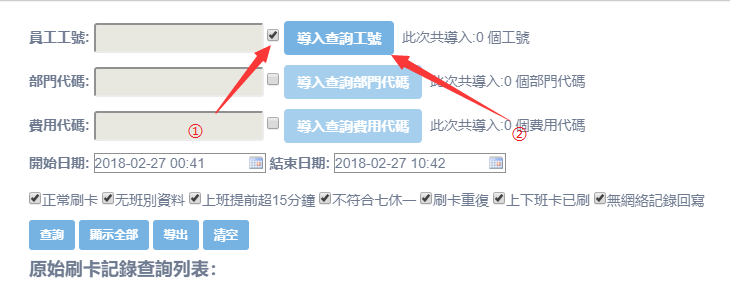 員工工號: 導入查詢工號 此次共導入:0 個工號
部門代碼: 導入查詢部門代碼 此次共導入:0 個部門代碼
費用代碼: ① 導入查詢費用代碼 此次共導入:0 個費用代碼 ②
開始日期: 2018-02-27 00:41 結束日期: 2018-02-27 10:42
正常刷卡 无班別資料 上班提前超15分鐘 不符合七休一 刷卡重復 上下班卡已刷 無網絡記錄回寫
查詢 顯示全部 導出 清空
原始刷卡記錄查詢列表：